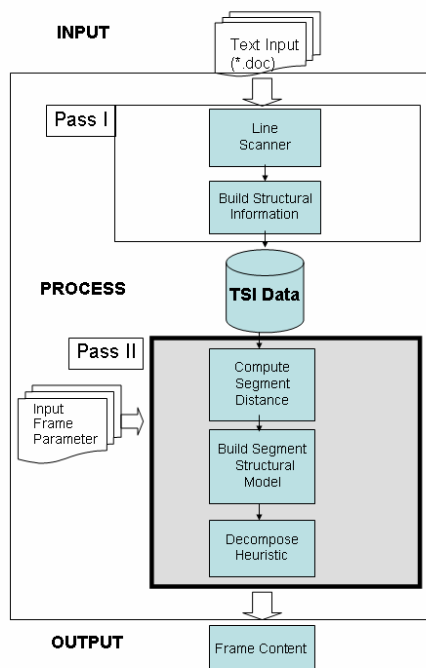 INPUT
Text Input
(*.doc)
Pass I
Line
Scanner
Build Structural
Information
PROCESS
TSI Data
Pass II
Compute
Segment
Distance
Input
Frame
Parameter
Build Segment
Structural
Model
Decompose
Heuristic
OUTPUT
Frame Content